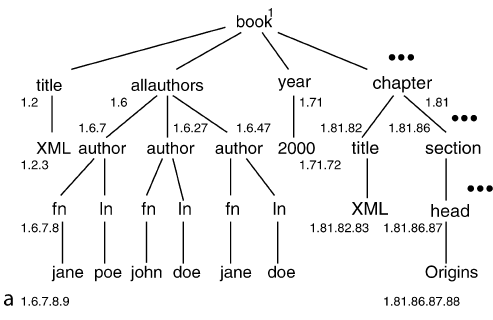 book 1
title allauthors year chapter
1.2 1.6 1.71 1.81
1.6.7 1.6.27 1.6.47 1.81.82 1.81.86
XML author author author 2000 title section
1.2.3 1.71.72
fn ln fn ln fn ln XML head
1.6.7.8 1.81.82.83 1.81.86.87
jane poe john doe jane doe Origins
a 1.6.7.8.9 1.81.86.87.88